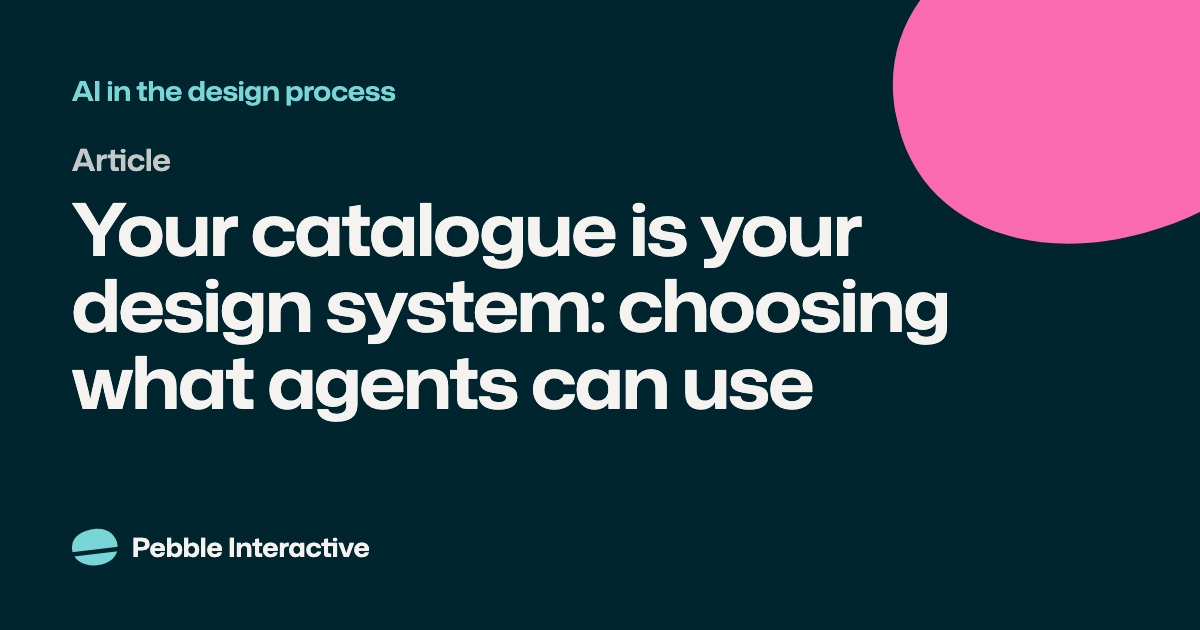 AI in the design process
Article
Your catalogue is your
design system: choosing
what agents can use
Pebble Interactive